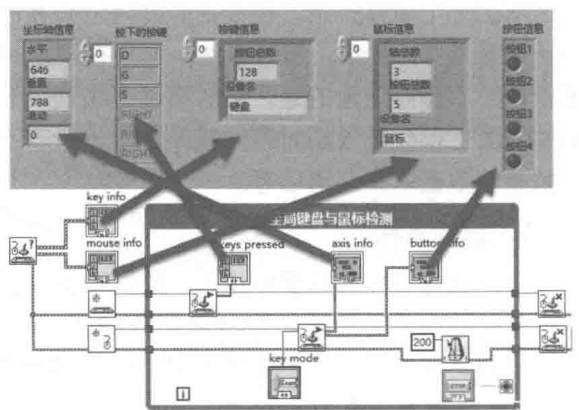 坐标轴信息
水平
646
垂直
788
滚动
0
按下的按键
0
D
G
S
RIGHT
RIGHT
按键信息
0
按钮总数
128
设备名
键盘
鼠标信息
0
轴总数
3
按钮总数
5
设备名
鼠标
按钮信息
按钮1
按钮2
按钮3
按钮4
key info
mouse info
全局键盘与鼠标检测
keys pressed
axis info
button info
key mode
200
Enum
STOP
i